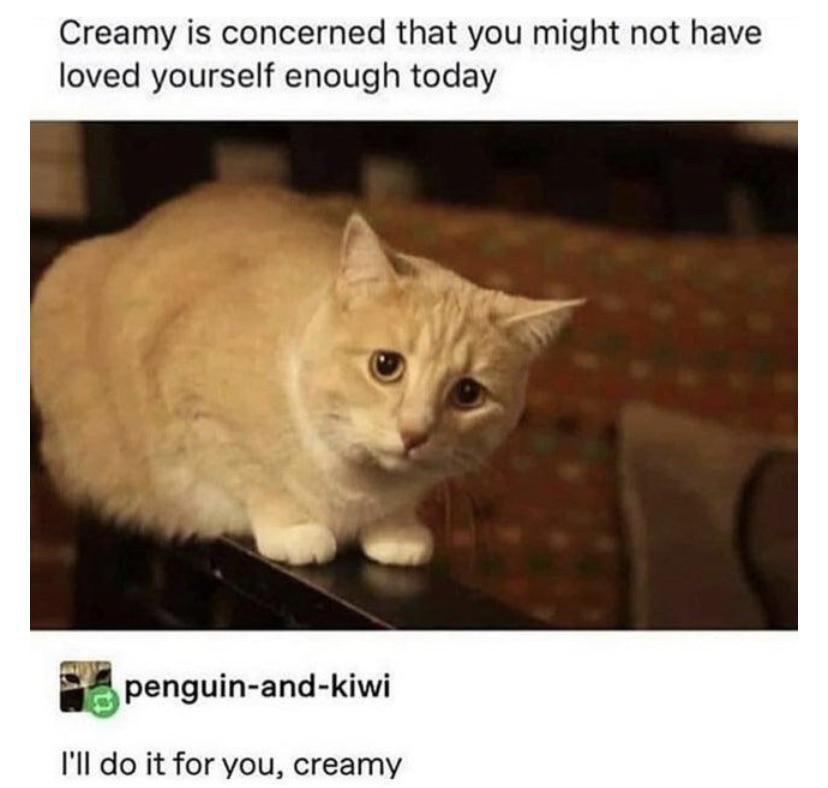 Creamy is concerned that you might not have
loved yourself enough today
penguin-and-kiwi
I'll do it for you, creamy